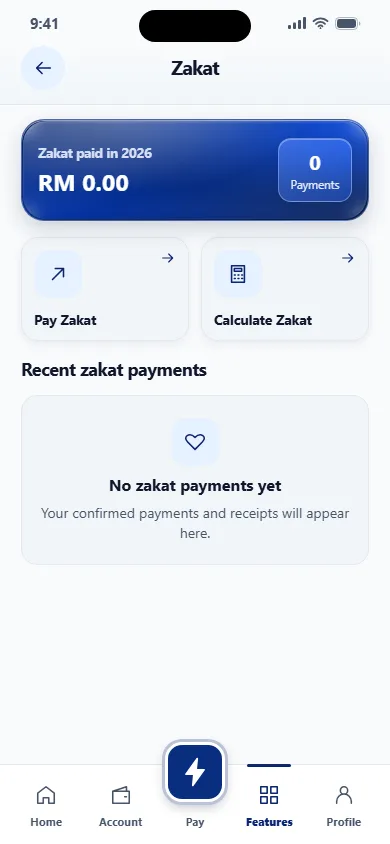 9:41
Zakat
Zakat paid in 2026
RM 0.00
0
Payments
Pay Zakat
Calculate Zakat
Recent zakat payments
No zakat payments yet
Your confirmed payments and receipts will appear
here.
Home
Account
Pay
Features
Profile